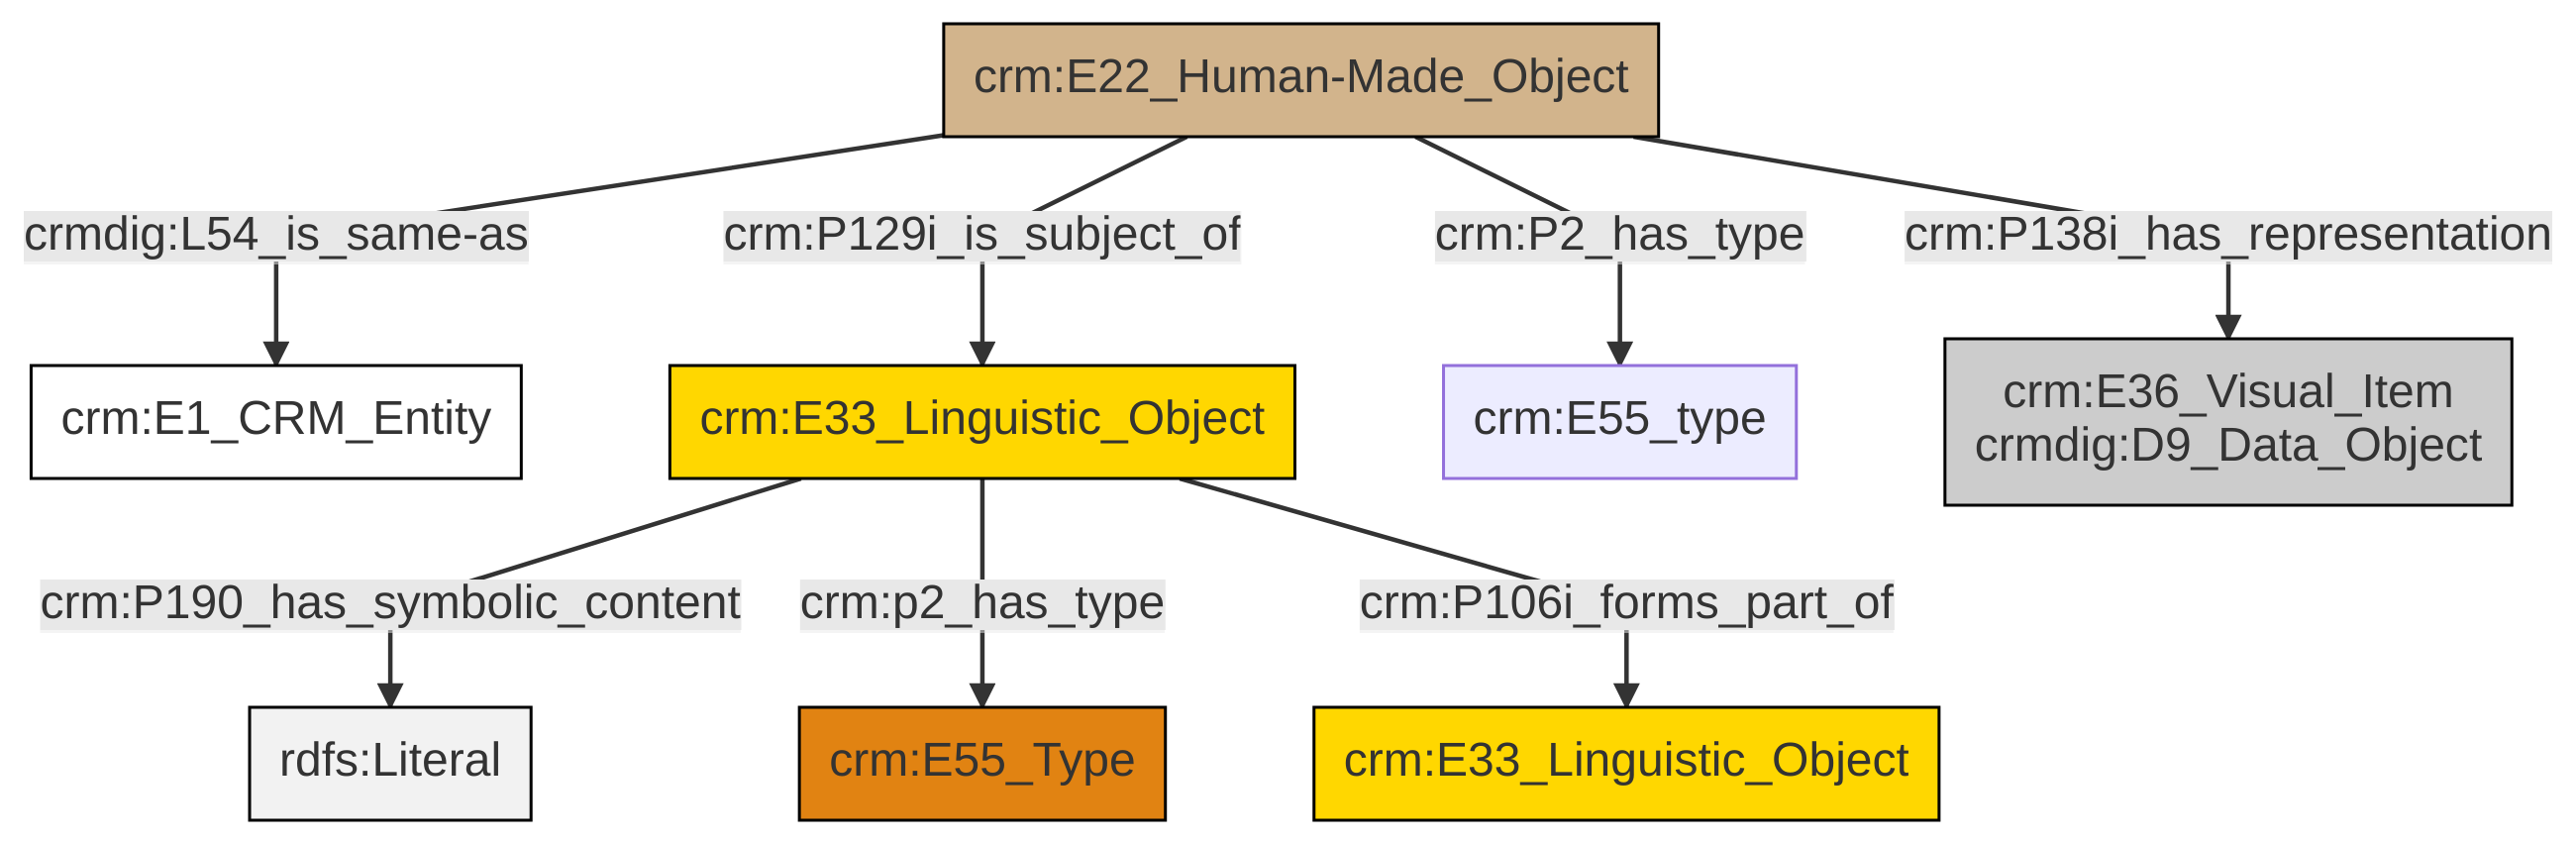 crm:E22_Human-Made_Object
crmdig:L54_is_same-as
crm:P129i_is_subject_of
crm:P2_has_type
crm:P138i_has_representation
crm:E1_CRM_Entity
crm:E33_Linguistic_Object
crm:E55_type
crm:E36_Visual_Item
crmdig:D9_Data_Object
crm:P190_has_symbolic_content
crm:p2_has_type
crm:P106i_forms_part_of
rdfs:Literal
crm:E55_Type
crm:E33_Linguistic_Object